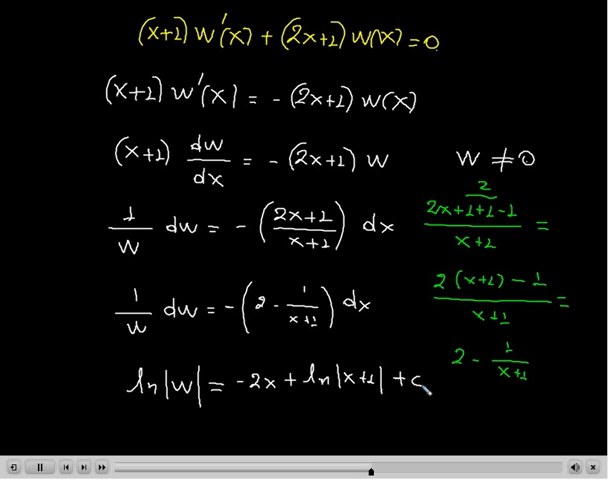 (x+1) W'(x) + (2x+1) W(x) = 0
(x+1) W'(x) = - (2x+1) W(x)
(x+1) dw/dx = - (2x+1) W
W ≠ 0
1/W dw = - ((2x+1)/(x+1)) dx
2
(2x+1+1-1)/(x+1) =
1/W dw = -(2 - 1/(x+1)) dx
(2(x+1) - 1)/(x+1) =
2 - 1/(x+1)
ln|W| = -2x + ln|x+1| + c